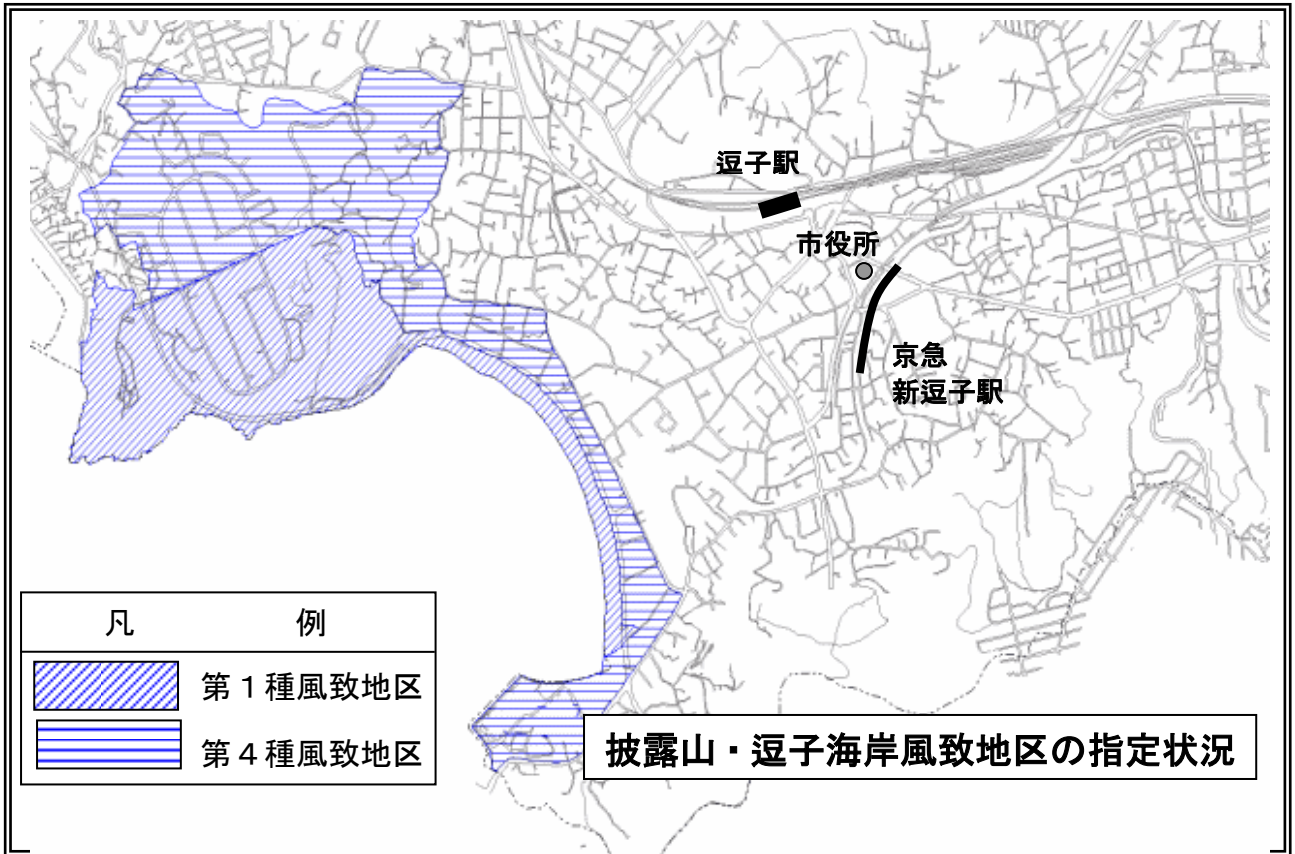 逗子駅
市役所
京急
新逗子駅
凡 例
第１種風致地区
第４種風致地区
披露山・逗子海岸風致地区の指定状況